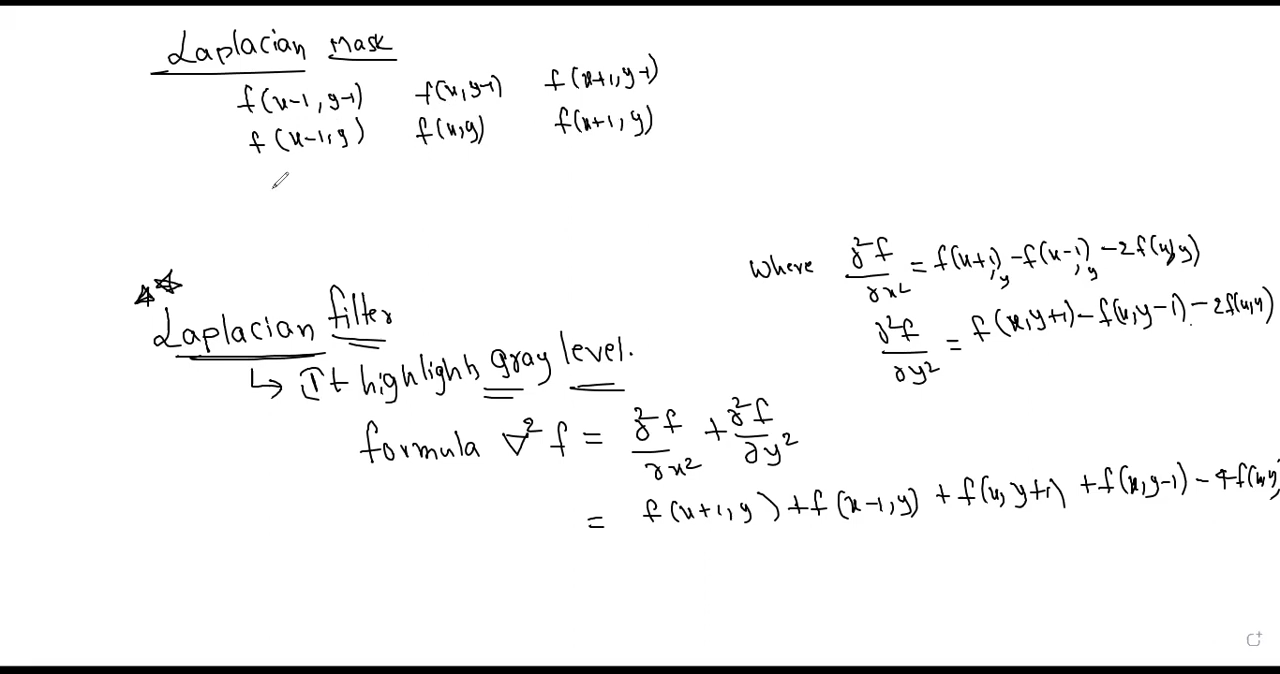 Laplacian Mask
f(x-1, y-1) f(x, y-1) f(x+1, y-1)
f(x-1, y) f(x, y) f(x+1, y)
Where ∂²f/∂x² = f(x+1), y - f(x-1), y - 2f(x, y)
∂²f/∂y² = f(x, y+1) - f(x, y-1) - 2f(x, y)
Laplacian filter
↳ It highlights gray level.
formula ∇²f = ∂²f/∂x² + ∂²f/∂y²
= f(x+1, y) + f(x-1, y) + f(x, y+1) + f(x, y-1) - 4f(x, y)